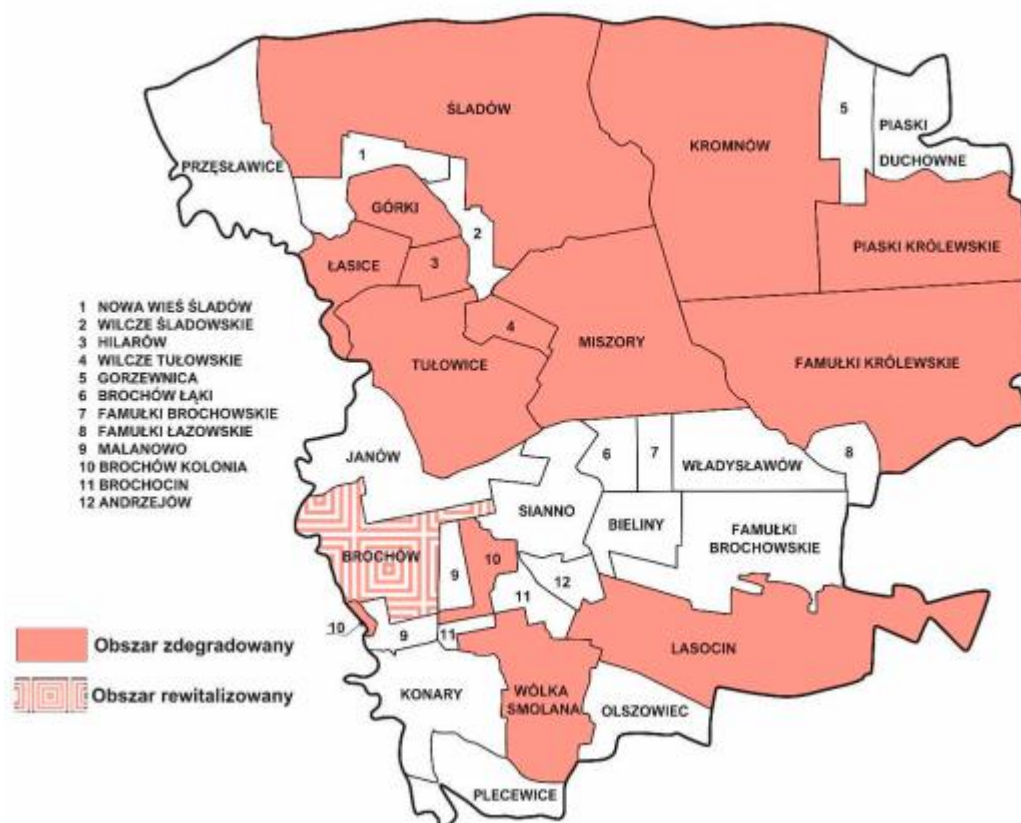 ŚLADÓW
KROMNÓW
5
PIASKI
DUCHOWNE
PRZĘSŁAWICE
1
GÓRKI
2
PIASKI KRÓLEWSKIE
ŁASICE
3
4
MISZORY
TUŁOWICE
FAMUŁKI KRÓLEWSKIE
1 NOWA WIEŚ ŚLADÓW
2 WILCZE ŚLADOWSKIE
3 HILARÓW
4 WILCZE TUŁOWSKIE
5 GORZEWNICA
6 BROCHÓW ŁĄKI
7 FAMUŁKI BROCHOWSKIE
8 FAMUŁKI ŁAZOWSKIE
9 MALANOWO
10 BROCHÓW KOLONIA
11 BROCHOCIN
12 ANDRZEJÓW
JANÓW
6
7
WŁADYSŁAWÓW
8
SIANNO
BIELINY
FAMUŁKI
BROCHOWSKIE
BROCHÓW
9
10
11
12
10
9
11
LASOCIN
Obszar zdegradowany
Obszar rewitalizowany
KONARY
WÓLKA
SMOLANA
OLSZOWIEC
PLECEWICE